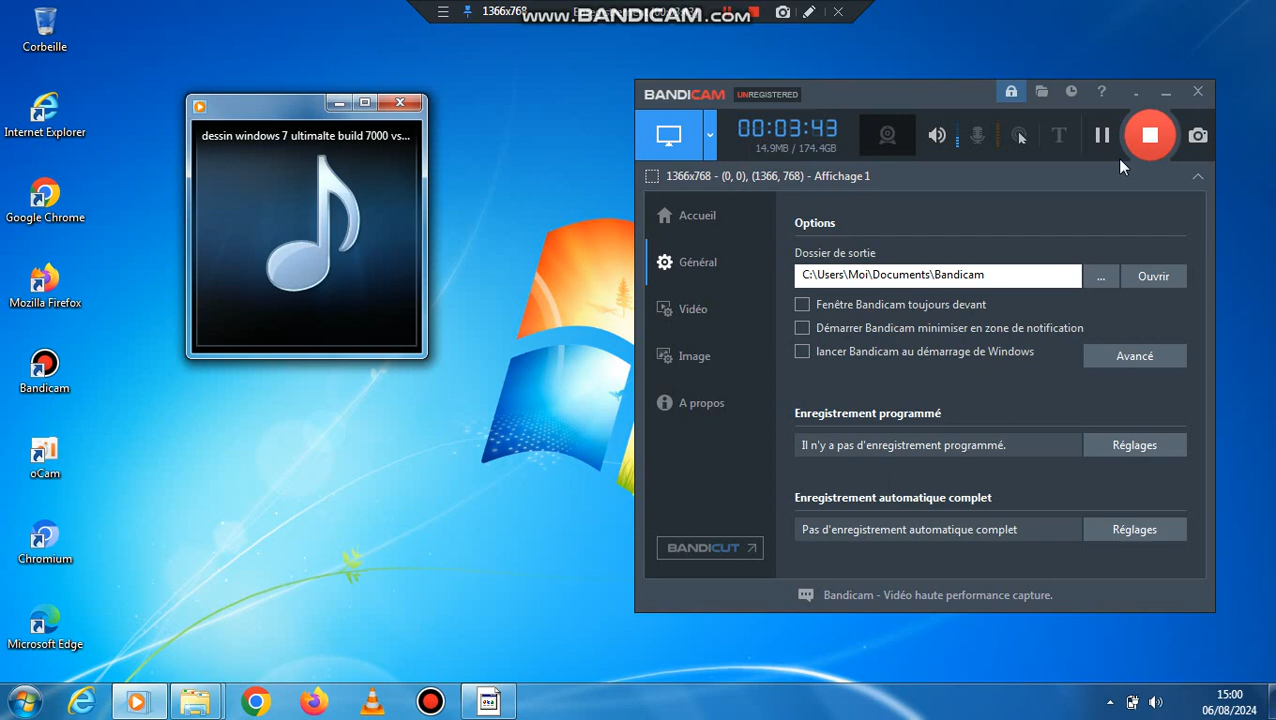 1366x768
www.BANDICAM.com
Corbeille
Internet Explorer
Google Chrome
Mozilla Firefox
Bandicam
oCam
Chromium
Microsoft Edge
dessin windows 7 ultimalte build 7000 vs...
BANDICAM
UNREGISTERED
00:03:43
14.9MB / 174.4GB
1366x768 - (0, 0), (1366, 768) - Affichage 1
Accueil
Général
Vidéo
Image
A propos
BANDICUT
Options
Dossier de sortie
C:\Users\Moi\Documents\Bandicam
...
Ouvrir
Fenêtre Bandicam toujours devant
Démarrer Bandicam minimiser en zone de notification
lancer Bandicam au démarrage de Windows
Avancé
Enregistrement programmé
Il n'y a pas d'enregistrement programmé.
Réglages
Enregistrement automatique complet
Pas d'enregistrement automatique complet
Réglages
Bandicam - Vidéo haute performance capture.
15:00
06/08/2024